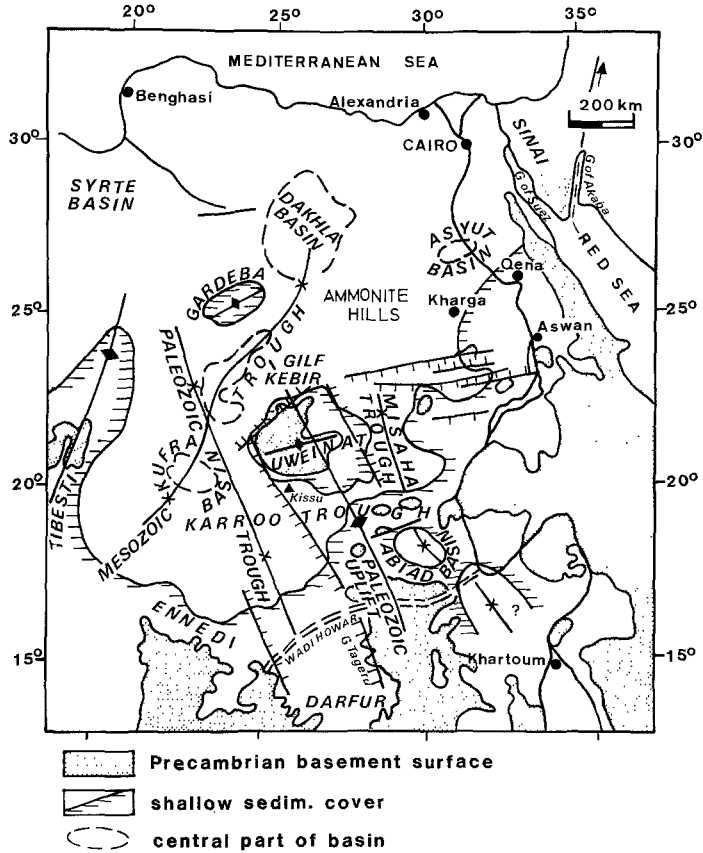 20°
25°
30°
35°
MEDITERRANEAN SEA
Benghasi
Alexandria
200 km
CAIRO
30°
30°
SINAI
G of Suez
G of Akaba
SYRTE
BASIN
DAKHLA
BASIN
ASYUT
BASIN
RED SEA
Qena
GARDEBA
AMMONITE
HILLS
Kharga
25°
25°
Aswan
PALEOZOIC
TROUGH
GILF
KEBIR
MISAHA
TROUGH
UWEINAT
KUFRA
BASIN
20°
20°
TIBESTI
Kissu
MESOZOIC
KARROO TROUGH
TROUGH
ABYAD
BASIN
PALEOZOIC
UPLIFT
ENNEDI
WADI HOWAR
G Tageru
?
Khartoum
15°
15°
DARFUR
Precambrian basement surface
shallow sedim. cover
central part of basin